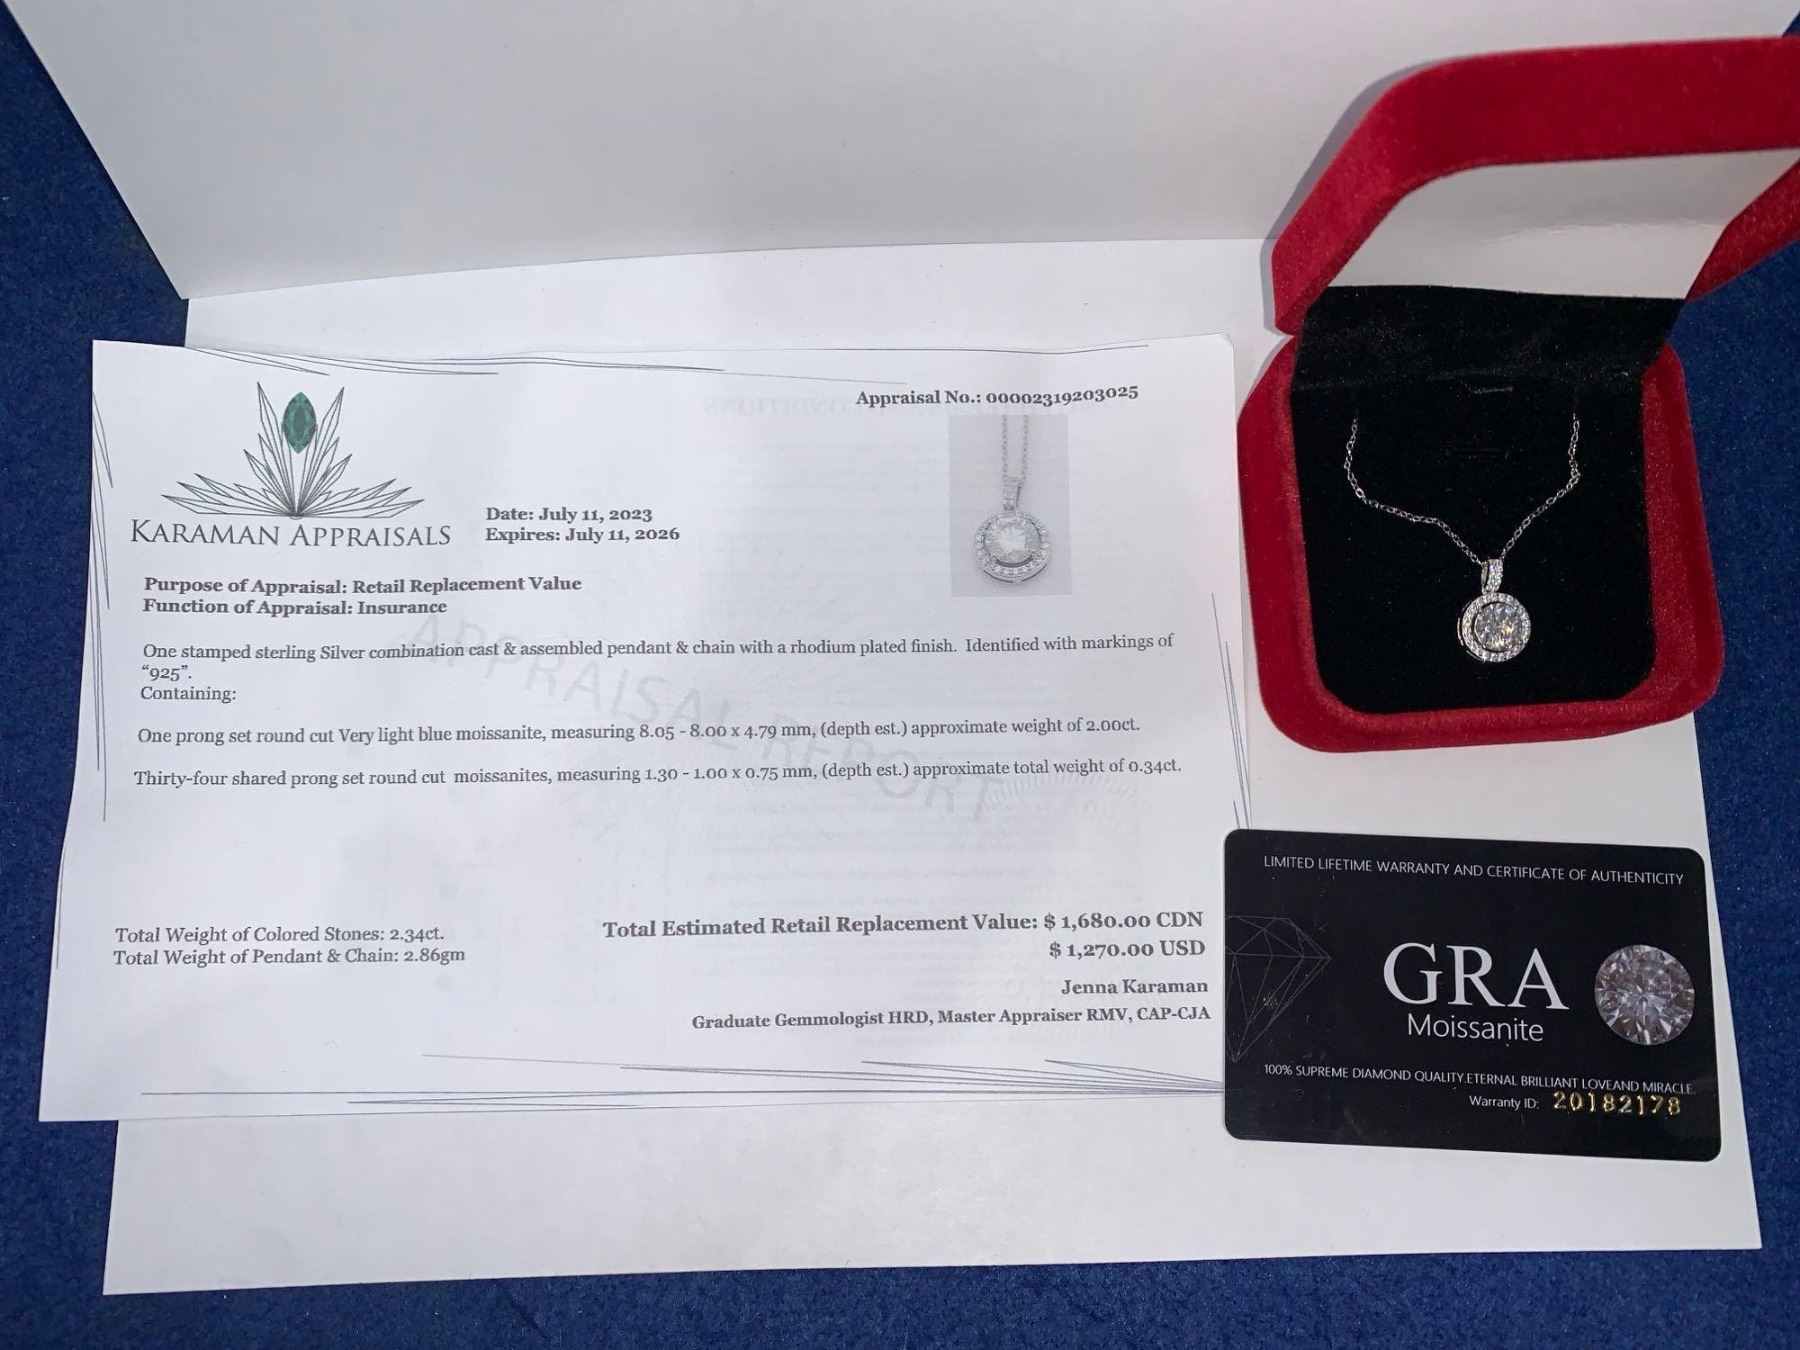 Appraisal No.: 00002319203025
KARAMAN APPRAISALS
Date: July 11, 2023
Expires: July 11, 2026
Purpose of Appraisal: Retail Replacement Value
Function of Appraisal: Insurance
One stamped sterling Silver combination cast & assembled pendant & chain with a rhodium plated finish. Identified with markings of
“925”.
Containing:
One prong set round cut Very light blue moissanite, measuring 8.05 - 8.00 x 4.79 mm, (depth est.) approximate weight of 2.00ct.
Thirty-four shared prong set round cut moissanites, measuring 1.30 - 1.00 x 0.75 mm, (depth est.) approximate total weight of 0.34ct.
APPRAISAL REPORT
Total Weight of Colored Stones: 2.34ct.
Total Weight of Pendant & Chain: 2.86gm
Total Estimated Retail Replacement Value: $ 1,680.00 CDN
$ 1,270.00 USD
Jenna Karaman
Graduate Gemmologist HRD, Master Appraiser RMV, CAP-CJA
LIMITED LIFETIME WARRANTY AND CERTIFICATE OF AUTHENTICITY
GRA
Moissanite
100% SUPREME DIAMOND QUALITY.ETERNAL BRILLIANT LOVEAND MIRACLE
Warranty ID: 20182178